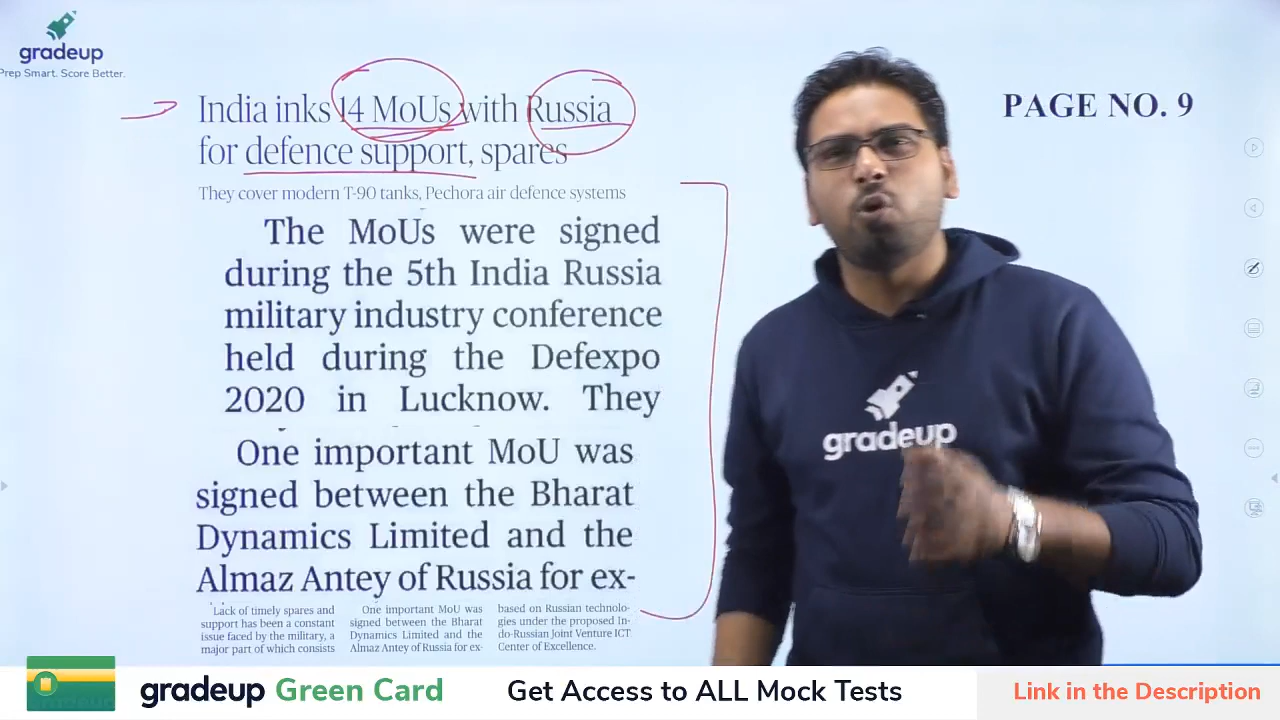 gradeup
Prep Smart. Score Better.
India inks 14 MoUs with Russia
for defence support, spares
They cover modern T-90 tanks, Pechora air defence systems
The MoUs were signed
during the 5th India Russia
military industry conference
held during the Defexpo
2020 in Lucknow. They
One important MoU was
signed between the Bharat
Dynamics Limited and the
Almaz Antey of Russia for ex-
Lack of timely spares and
support has been a constant
issue faced by the military, a
major part of which consists
One important MoU was
signed between the Bharat
Dynamics Limited and the
Almaz Antey of Russia for ex-
based on Russian technolo-
gies under the proposed In-
do-Russian Joint Venture ICT
Center of Excellence.
PAGE NO. 9
gradeup
gradeup Green Card
Get Access to ALL Mock Tests
Link in the Description